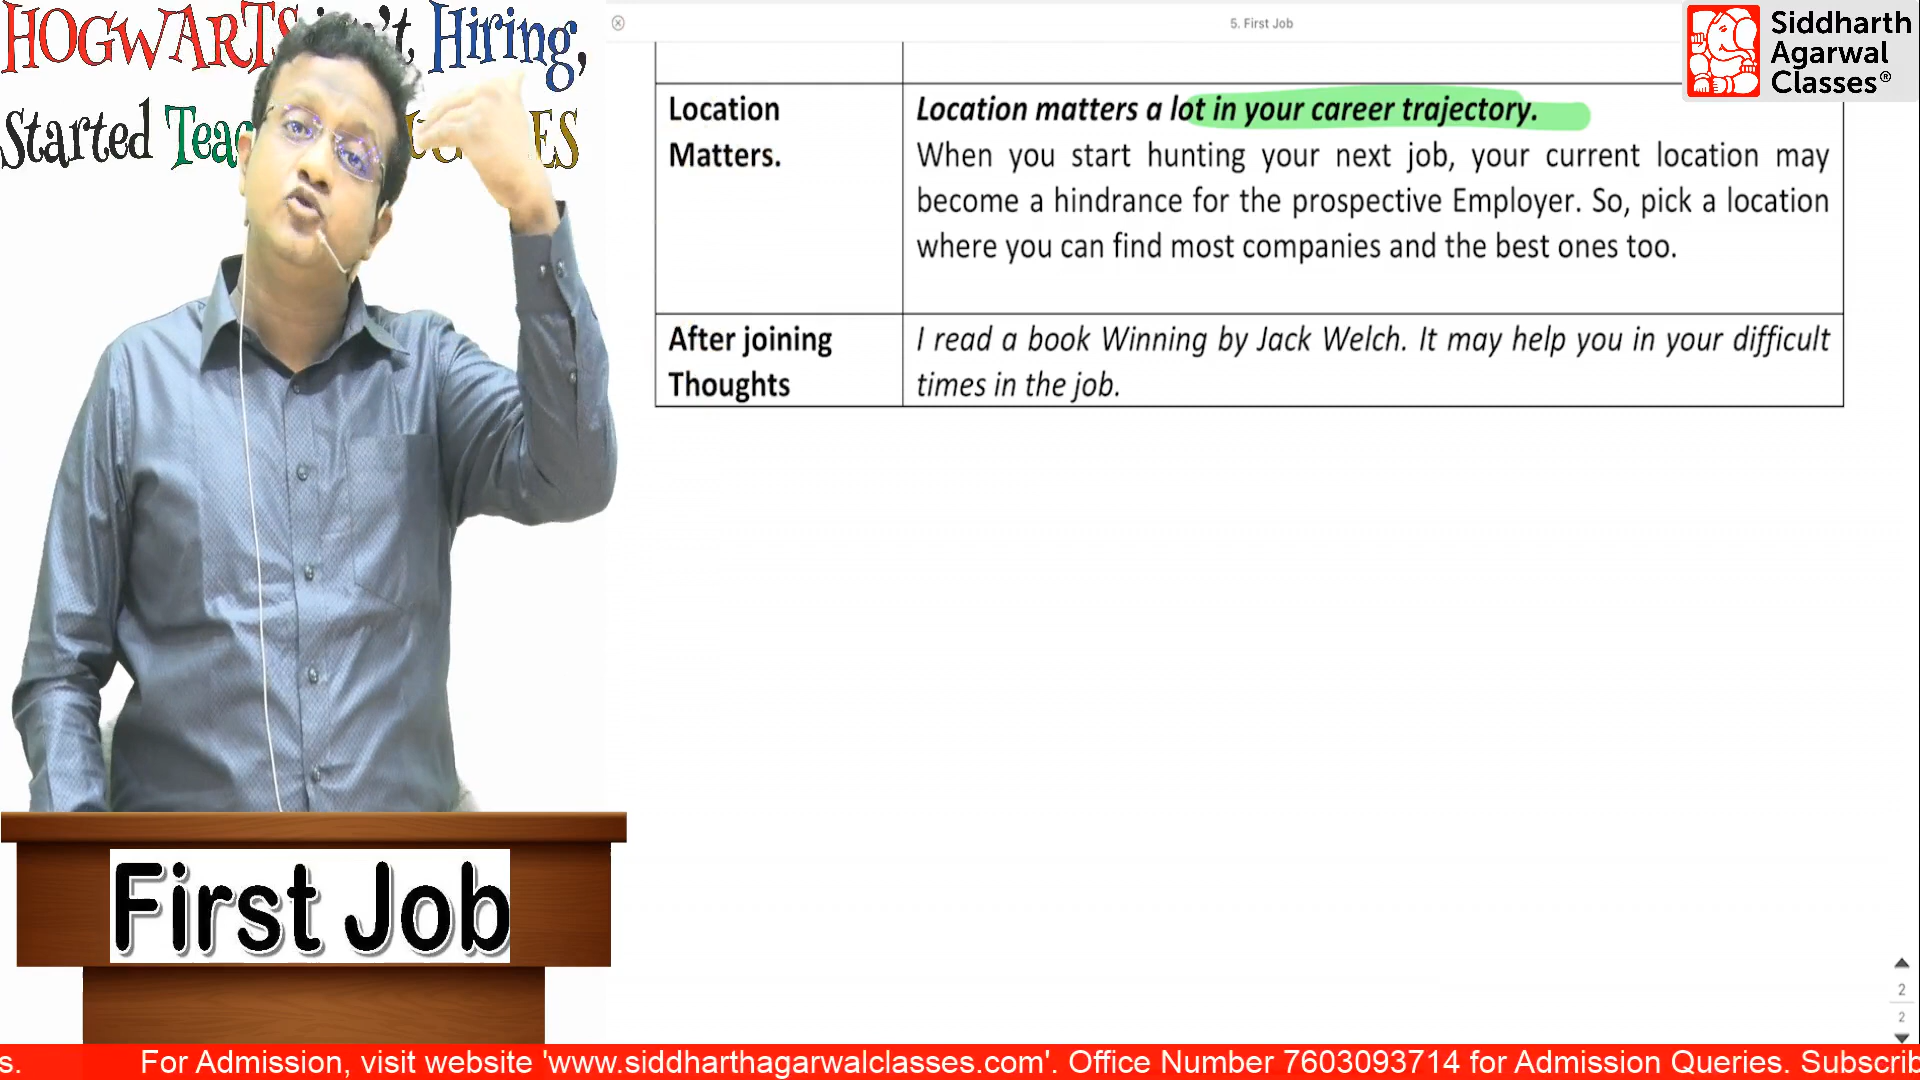 HOGWARTS isn't Hiring,
Started
5. First Job
Siddharth
Agarwal
Classes®
Location
Matters.
Location matters a lot in your career trajectory.
When you start hunting your next job, your current location may
become a hindrance for the prospective Employer. So, pick a location
where you can find most companies and the best ones too.
After joining
Thoughts
I read a book Winning by Jack Welch. It may help you in your difficult
times in the job.
First Job
2
2
s. For Admission, visit website 'www.siddharthagarwalclasses.com'. Office Number 7603093714 for Admission Queries. Subscrib